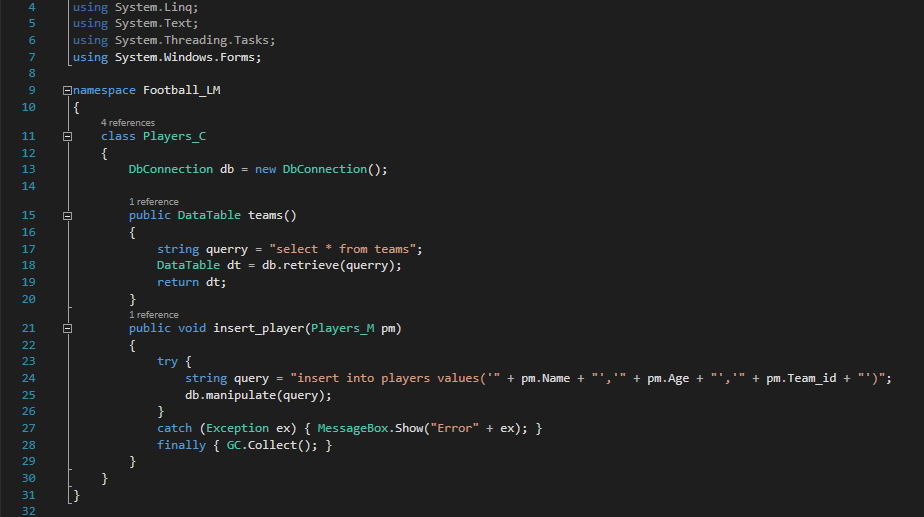 4 using System.Linq;
5 using System.Text;
6 using System.Threading.Tasks;
7 using System.Windows.Forms;
8
9 namespace Football_LM
10 {
4 references
11 class Players_C
12 {
13 DbConnection db = new DbConnection();
14
1 reference
15 public DataTable teams()
16 {
17 string querry = "select * from teams";
18 DataTable dt = db.retrieve(querry);
19 return dt;
20 }
1 reference
21 public void insert_player(Players_M pm)
22 {
23 try {
24 string query = "insert into players values('" + pm.Name + "','" + pm.Age + "','" + pm.Team_id + "')";
25 db.manipulate(query);
26 }
27 catch (Exception ex) { MessageBox.Show("Error" + ex); }
28 finally { GC.Collect(); }
29 }
30 }
31 }
32